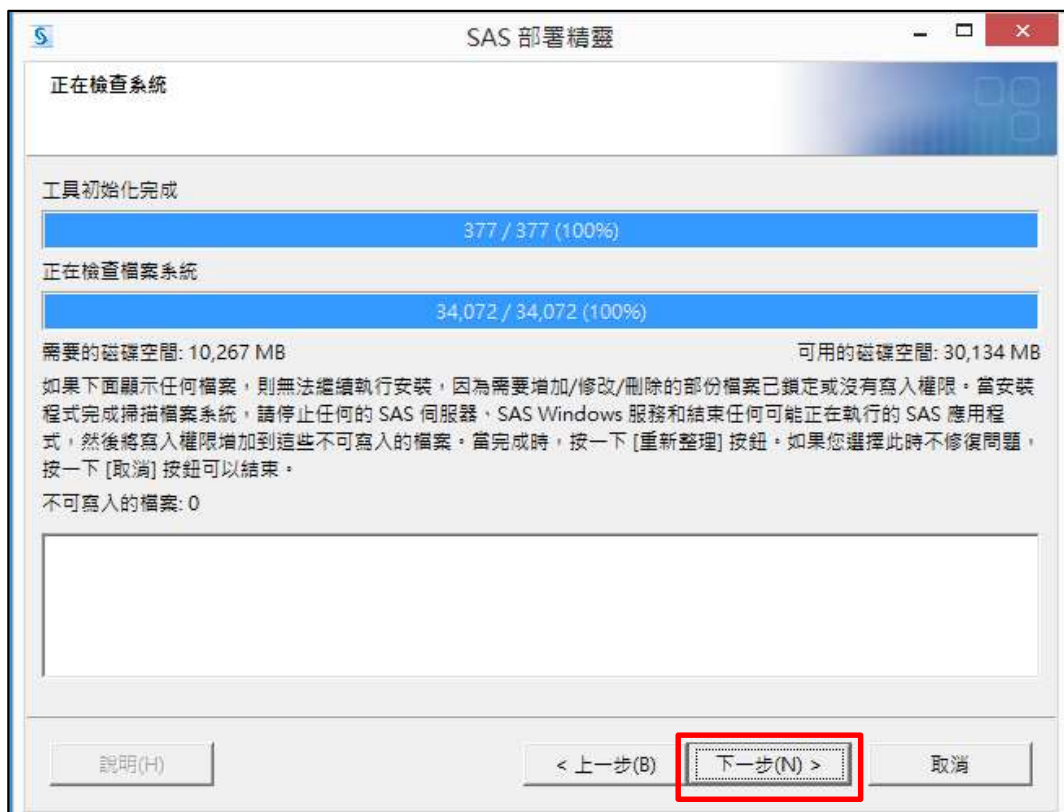 SAS 部署精靈
正在檢查系統
工具初始化完成
377 / 377 (100%)
正在檢查檔案系統
34,072 / 34,072 (100%)
需要的磁碟空間: 10,267 MB 可用的磁碟空間: 30,134 MB
如果下面顯示任何檔案，則無法繼續執行安裝，因為需要增加/修改/刪除的部份檔案已鎖定或沒有寫入權限。當安裝
程式完成掃描檔案系統，請停止任何的 SAS 伺服器、SAS Windows 服務和結束任何可能正在執行的 SAS 應用程
式，然後將寫入權限增加到這些不可寫入的檔案。當完成時，按一下 [重新整理] 按鈕。如果您選擇此時不修復問題，
按一下 [取消] 按鈕可以結束。
不可寫入的檔案: 0
說明(H) < 上一步(B) 下一步(N) > 取消